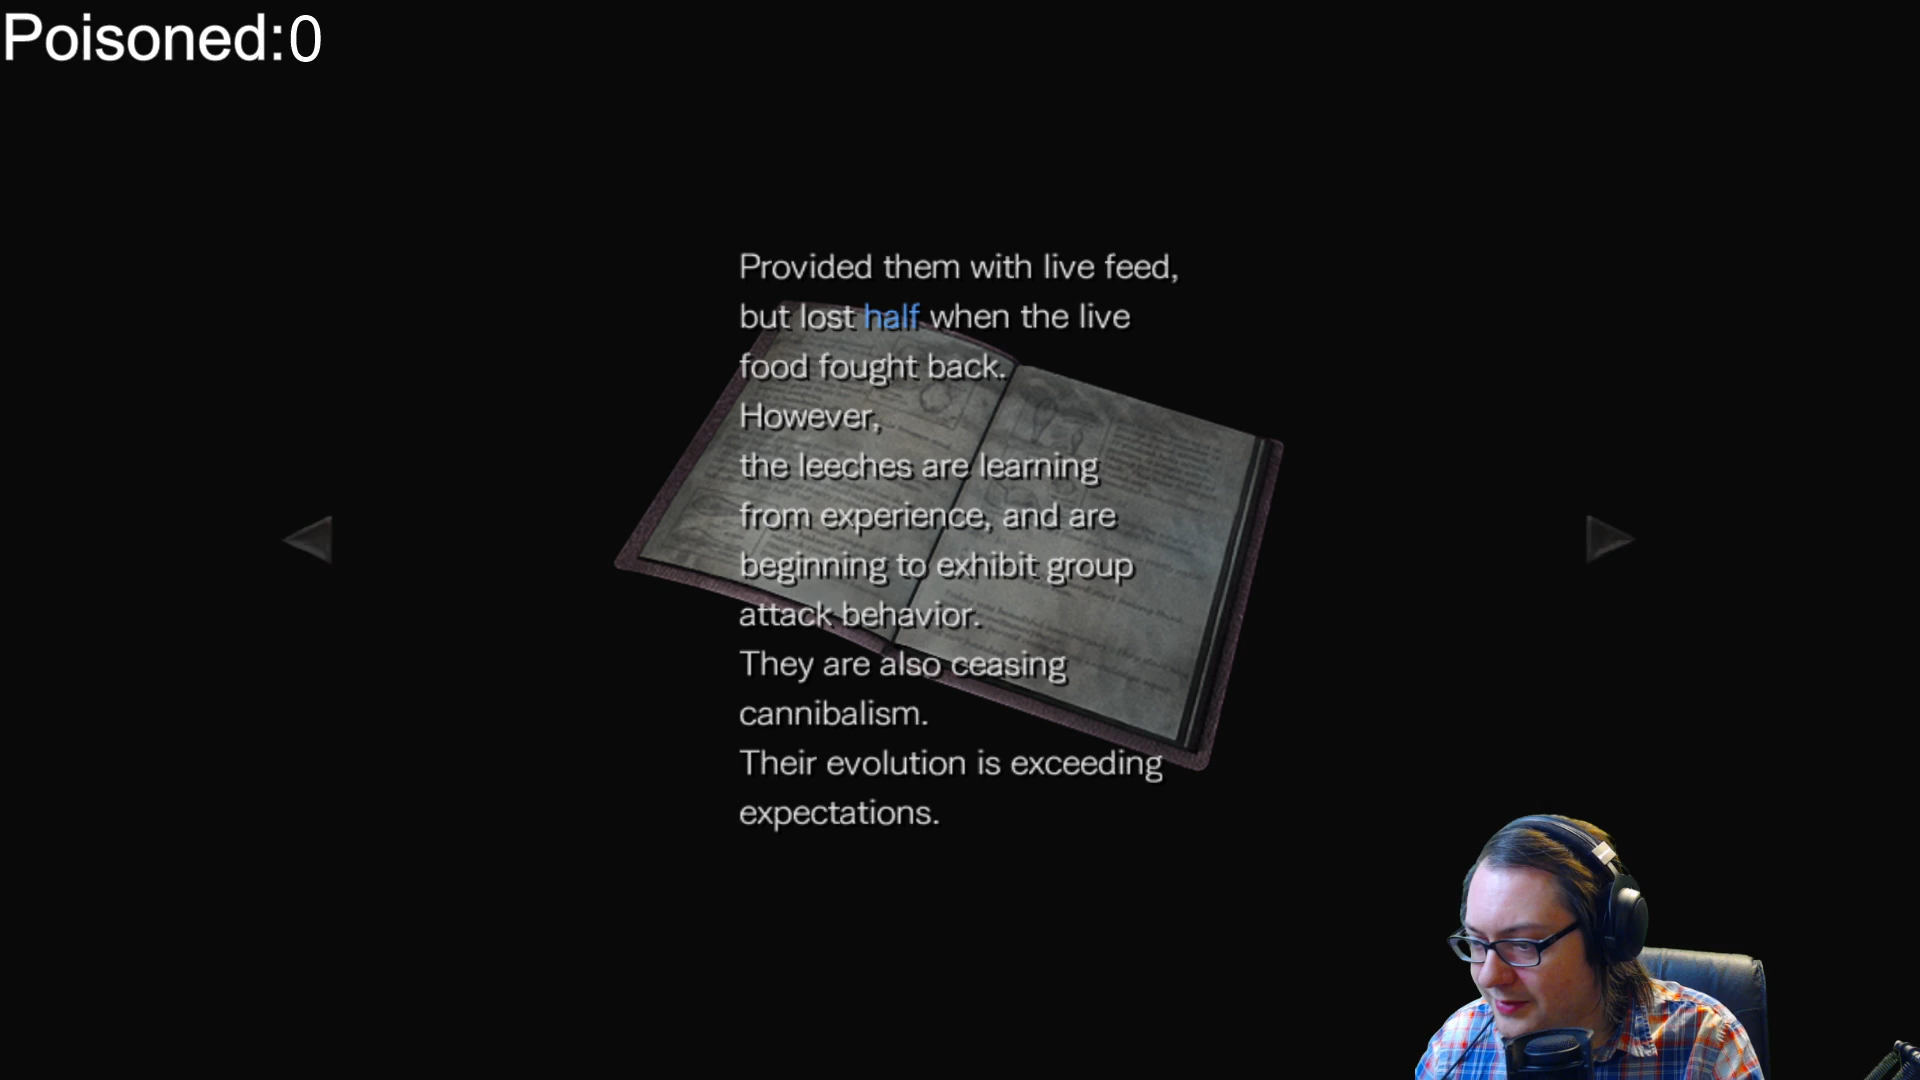 Poisoned:0
Provided them with live feed,
but lost half when the live
food fought back.
However,
the leeches are learning
from experience, and are
beginning to exhibit group
attack behavior.
They are also ceasing
cannibalism.
Their evolution is exceeding
expectations.